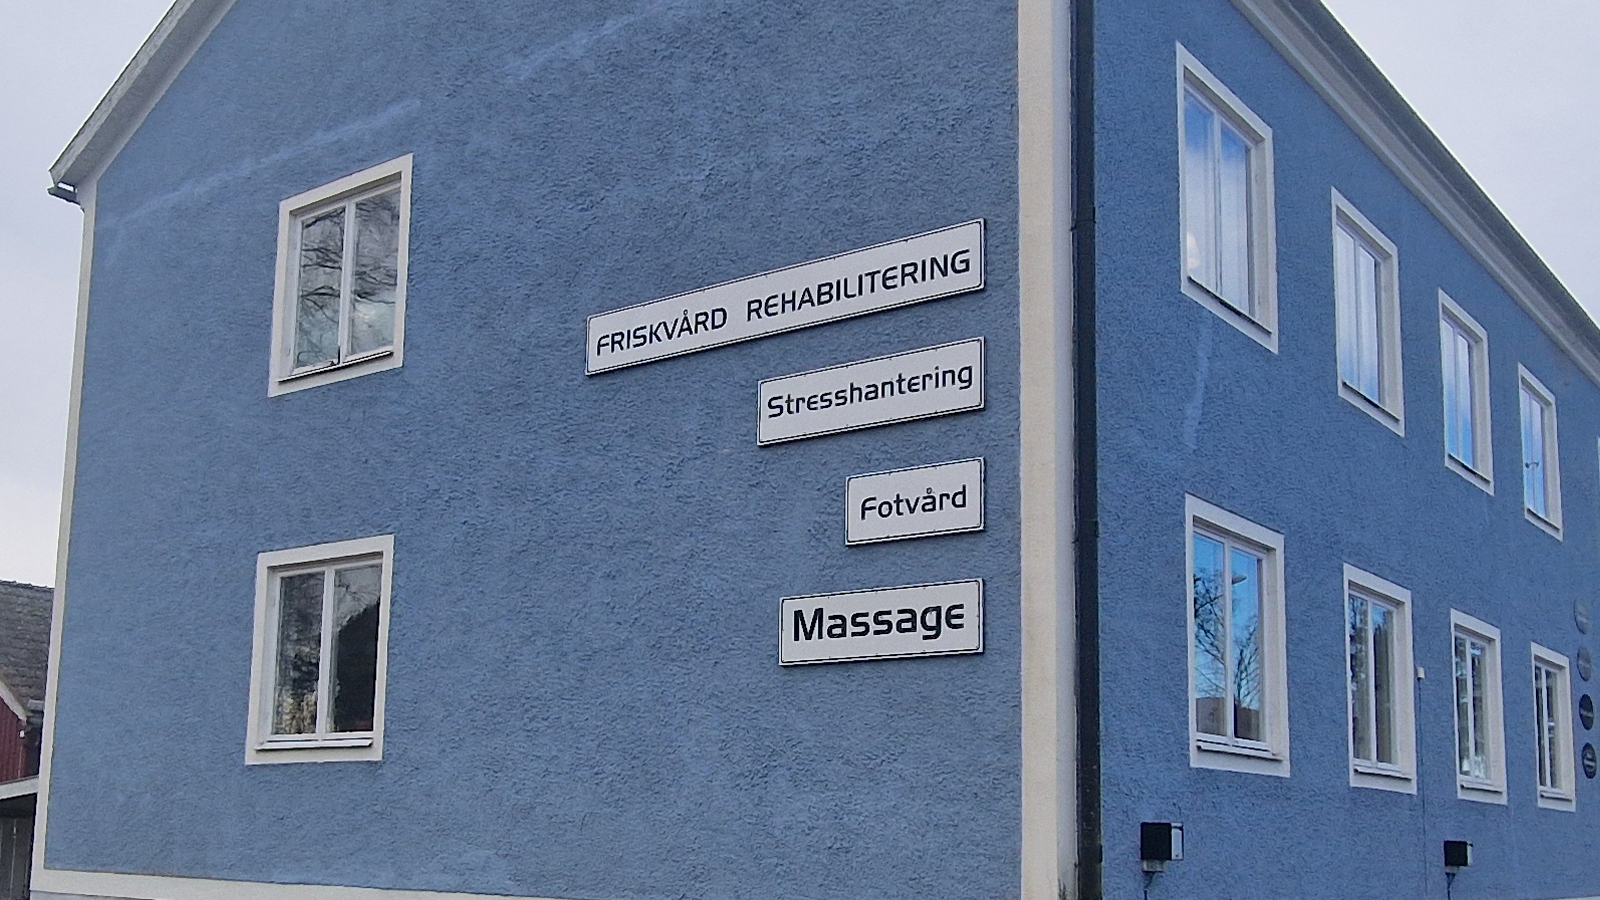 FRISKVÅRD REHABILITERING
Stresshantering
Fotvård
Massage